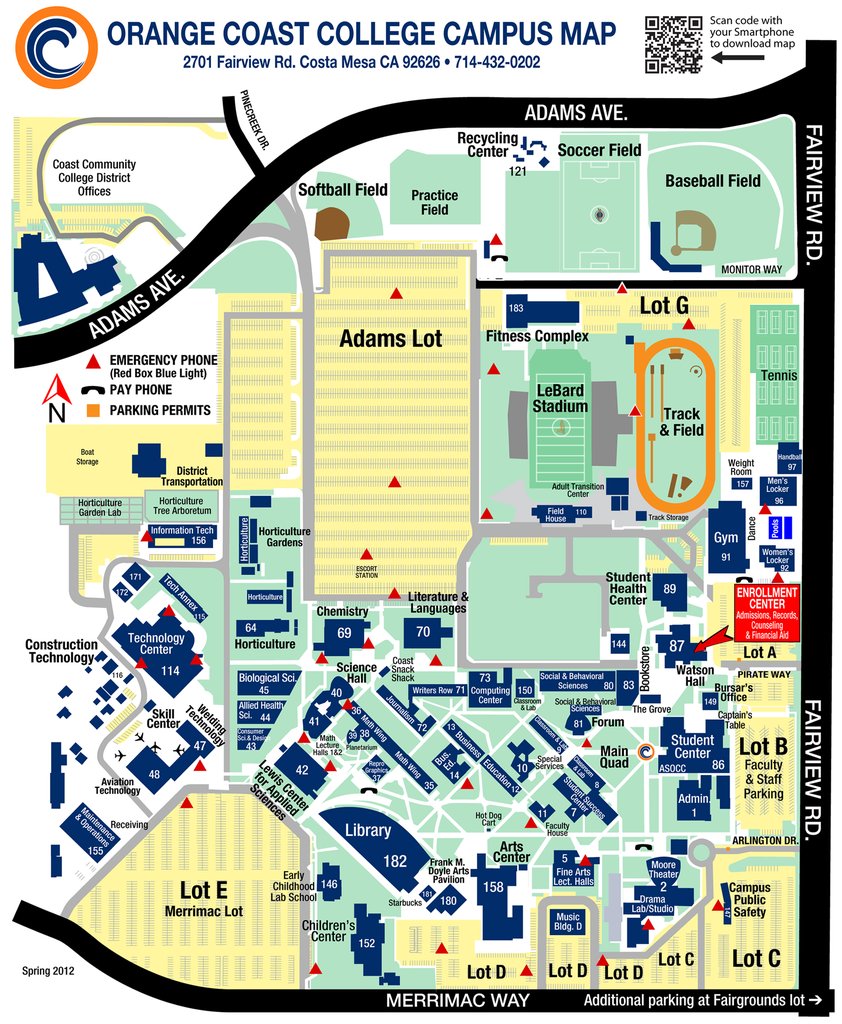 ORANGE COAST COLLEGE CAMPUS MAP
2701 Fairview Rd. Costa Mesa CA 92626 • 714-432-0202
Scan code with
your Smartphone
to download map
ADAMS AVE.
PINECREEK DR.
FAIRVIEW RD.
Coast Community
College District
Offices
Recycling
Center
121
Soccer Field
Softball Field
Practice
Field
Baseball Field
MONITOR WAY
ADAMS AVE.
EMERGENCY PHONE
(Red Box Blue Light)
PAY PHONE
PARKING PERMITS
N
Adams Lot
183
Fitness Complex
Lot G
LeBard
Stadium
Track
& Field
Tennis
Boat
Storage
District
Transportation
Horticulture
Garden Lab
Horticulture
Tree Arboretum
Information Tech
156
Horticulture
Horticulture
Gardens
Horticulture
64
Horticulture
ESCORT
STATION
Adult Transition
Center
Field
House
110
Track Storage
Weight
Room
157
Handball
97
Men's
Locker
96
Dance
Pools
Gym
91
Women's
Locker
92
171
172
Tech Annex
115
Technology
Center
114
Construction
Technology
116
Chemistry
69
Literature &
Languages
70
Student
Health
Center
89
ENROLLMENT
CENTER
Admissions, Records,
Counseling
& Financial Aid
144
87
Watson
Hall
Lot A
PIRATE WAY
Bookstore
Biological Sci.
45
Allied Health
Sci.
44
Consumer
Sci & Design
43
Science
Hall
40
41
36
Math
Lecture
Halls 1&2
Main Wing
39
38
Planetarium
Coast
Snack
Shack
Journalism
72
Writers Row 71
73
Computing
Center
150
Classroom
& Lab
Social & Behavioral
Sciences
80
83
Social & Behavioral
Sciences
81
Forum
The Grove
149
Bursar's
Office
Captain's
Table
Skill
Center
Welding
Technology
47
48
Aviation
Technology
42
Lewis Center
for Applied
Sciences
Repro
Graphics
37
Math Wing
35
13
Business
Bus.
Ed.
14
Education
12
10
Special
Services
Classroom & Lab
9
Classroom
& Lab
8
Student Success
Center
7
Main
Quad
Student
Center
ASOCC
86
Lot B
Faculty
& Staff
Parking
FAIRVIEW RD.
Receiving
Maintenance
& Operations
155
Library
182
Hot Dog
Cart
11
Faculty
House
Admin.
1
ARLINGTON DR.
Lot E
Merrimac Lot
Early
Childhood
Lab School
146
Frank M.
Doyle Arts
Pavilion
181
180
Starbucks
Arts
Center
158
5
Fine Arts
Lect. Halls
Moore
Theater
2
Drama
Lab/Studio
147
Campus
Public
Safety
Children's
Center
152
Music
Bldg. D
Lot D
Lot D
Lot D
Lot C
Lot C
Spring 2012
MERRIMAC WAY
Additional parking at Fairgrounds lot ➔